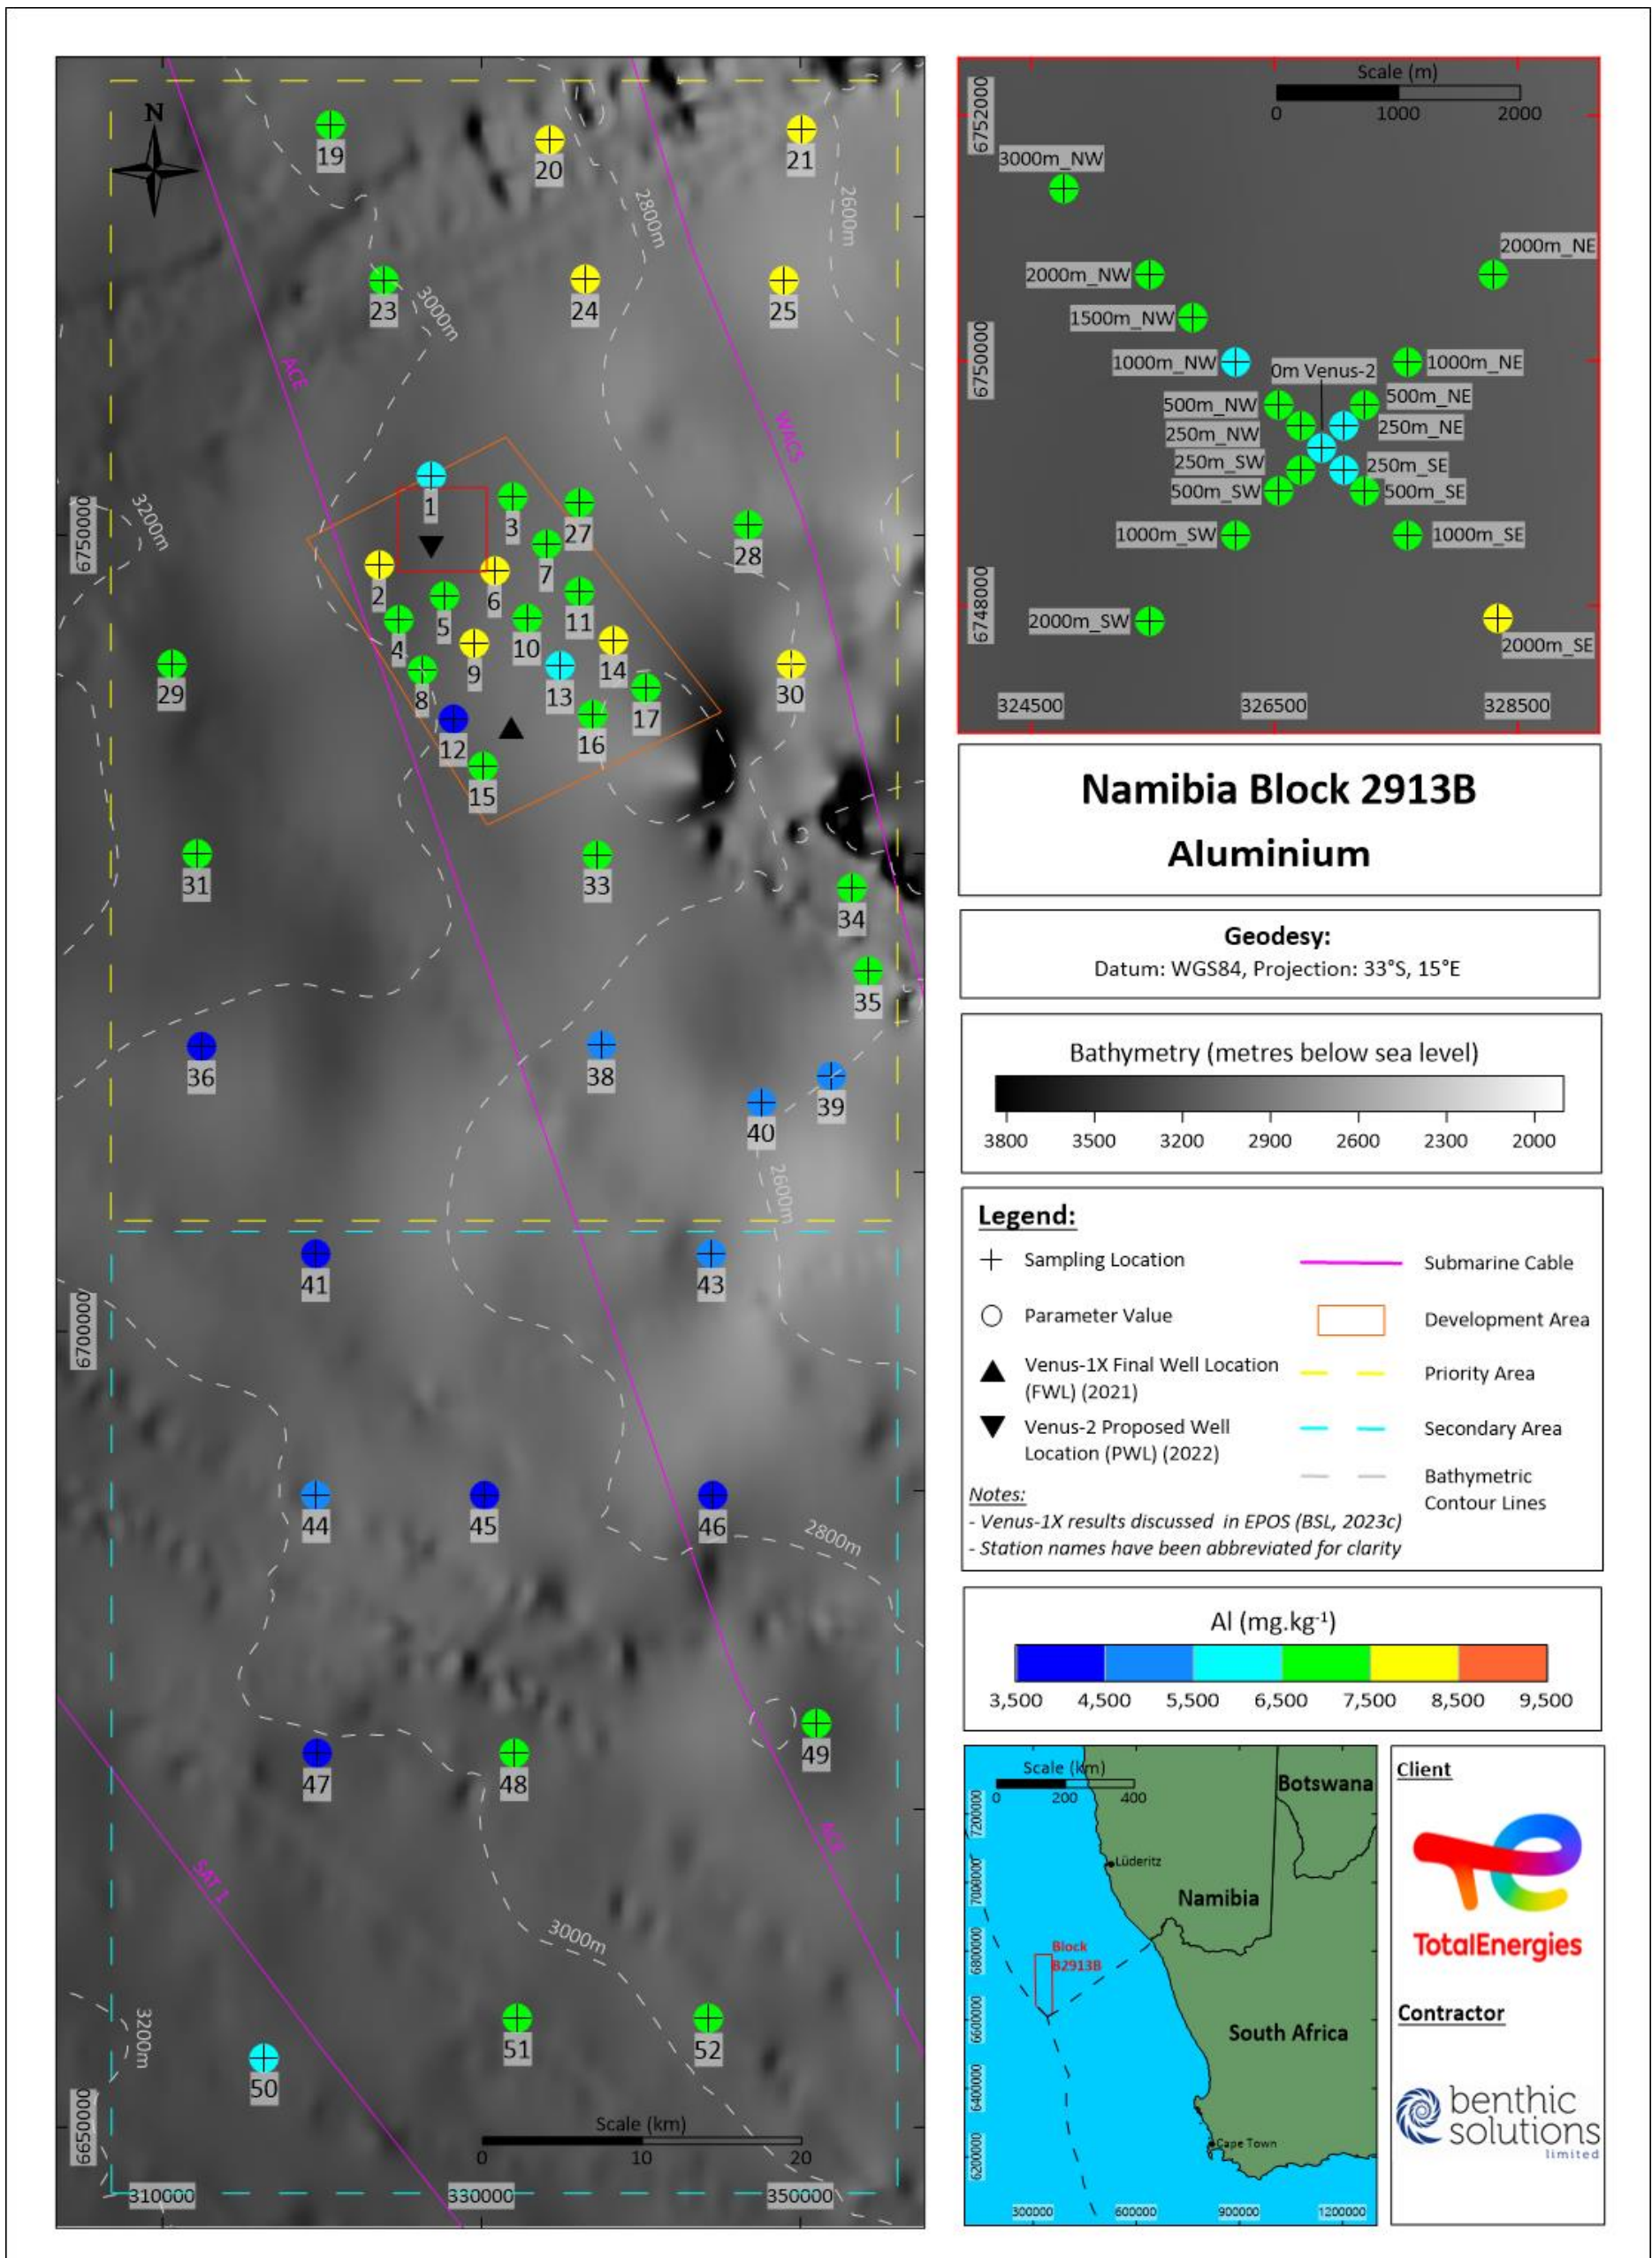 N
19
20
21
2800m
2600m
23
24
25
3000m
ACE
WACS
3200m
6750000
1
3
27
28
7
2
6
5
11
4
10
9
14
8
13
30
29
17
12
16
15
31
33
34
35
36
38
39
40
2600m
41
43
6700000
44
45
46
2800m
49
47
48
ACE
SAT 1
3000m
3200m
51
52
50
6650000
Scale (km)
0 10 20
310000 330000 350000
Scale (m)
0 1000 2000
6752000
3000m_NW
2000m_NE
2000m_NW
1500m_NW
6750000
1000m_NW
0m Venus-2
1000m_NE
500m_NW
500m_NE
250m_NW
250m_NE
250m_SW
250m_SE
500m_SW
500m_SE
1000m_SW
1000m_SE
6748000
2000m_SW
2000m_SE
324500 326500 328500
Namibia Block 2913B
Aluminium
Geodesy:
Datum: WGS84, Projection: 33°S, 15°E
Bathymetry (metres below sea level)
3800 3500 3200 2900 2600 2300 2000
Legend:
Sampling Location
Submarine Cable
Parameter Value
Development Area
Venus-1X Final Well Location
(FWL) (2021)
Priority Area
Venus-2 Proposed Well
Location (PWL) (2022)
Secondary Area
Bathymetric
Contour Lines
Notes:
- Venus-1X results discussed in EPOS (BSL, 2023c)
- Station names have been abbreviated for clarity
Al (mg.kg-1)
3,500 4,500 5,500 6,500 7,500 8,500 9,500
Scale (km)
0 200 400
Botswana
7200000
Lüderitz
7000000
Namibia
6800000
Block
B2913B
6600000
South Africa
6400000
Cape Town
6200000
300000 600000 900000 1200000
Client
TotalEnergies
Contractor
benthic
solutions
limited